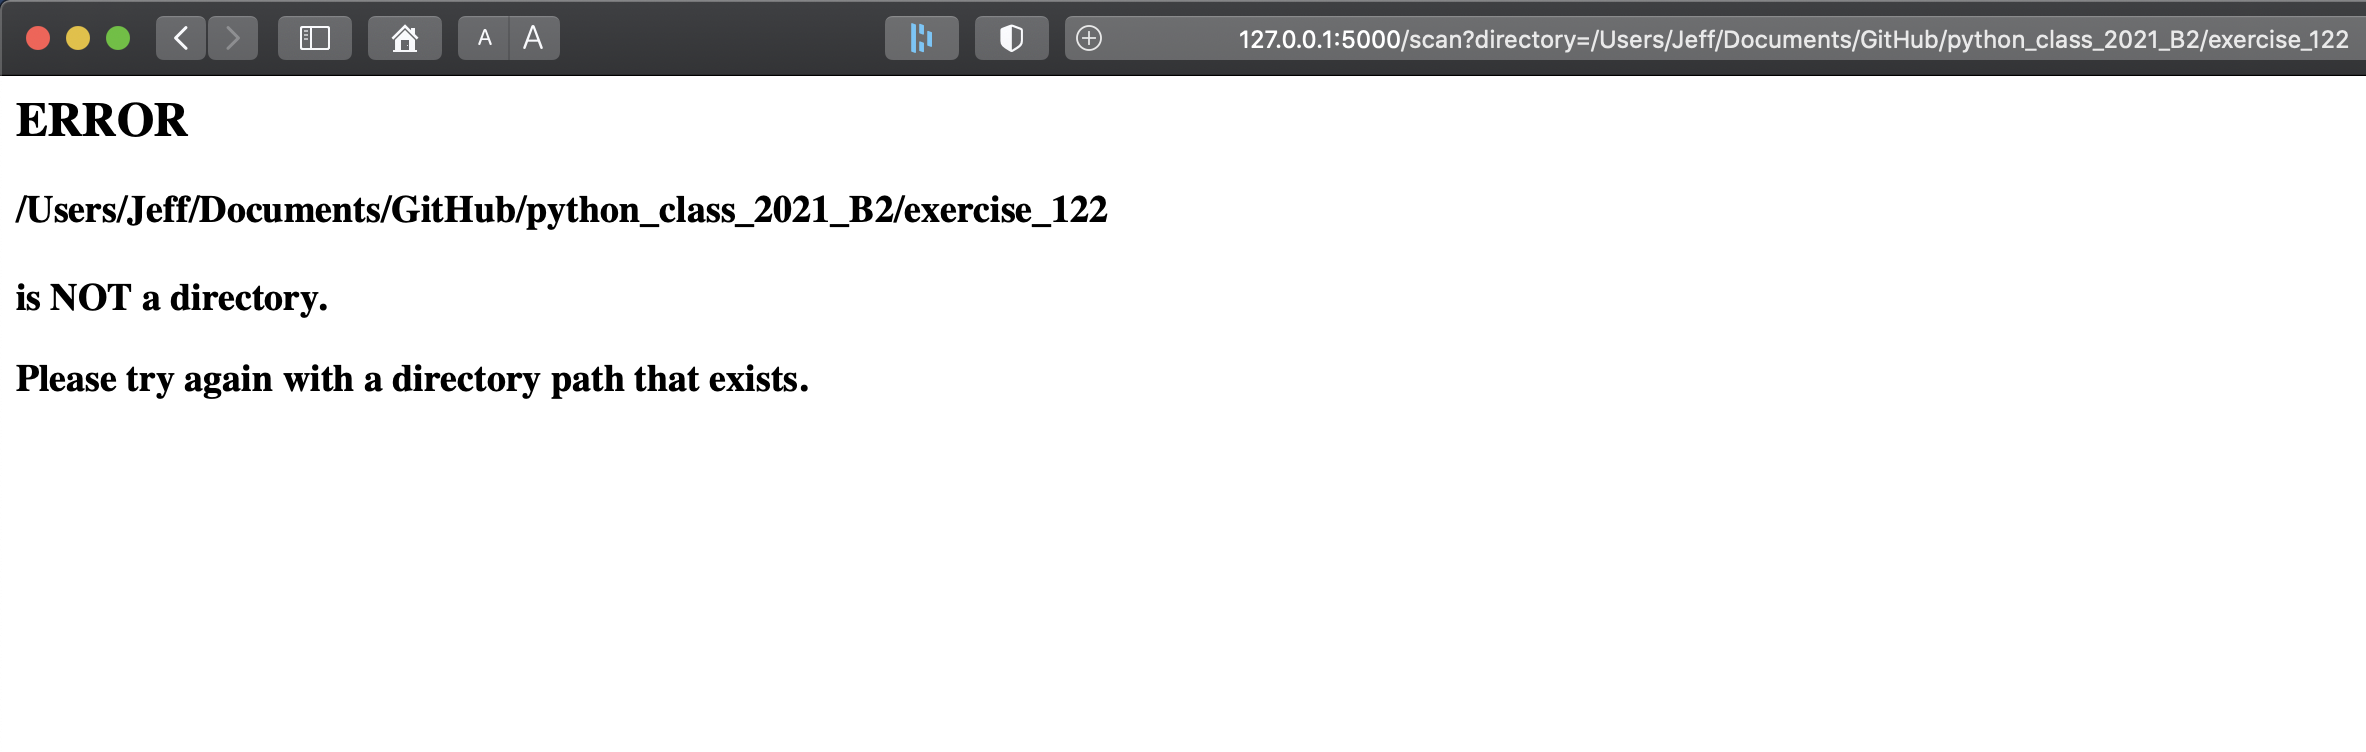 A A 127.0.0.1:5000/scan?directory=/Users/Jeff/Documents/GitHub/python_class_2021_B2/exercise_122
ERROR
/Users/Jeff/Documents/GitHub/python_class_2021_B2/exercise_122
is NOT a directory.
Please try again with a directory path that exists.